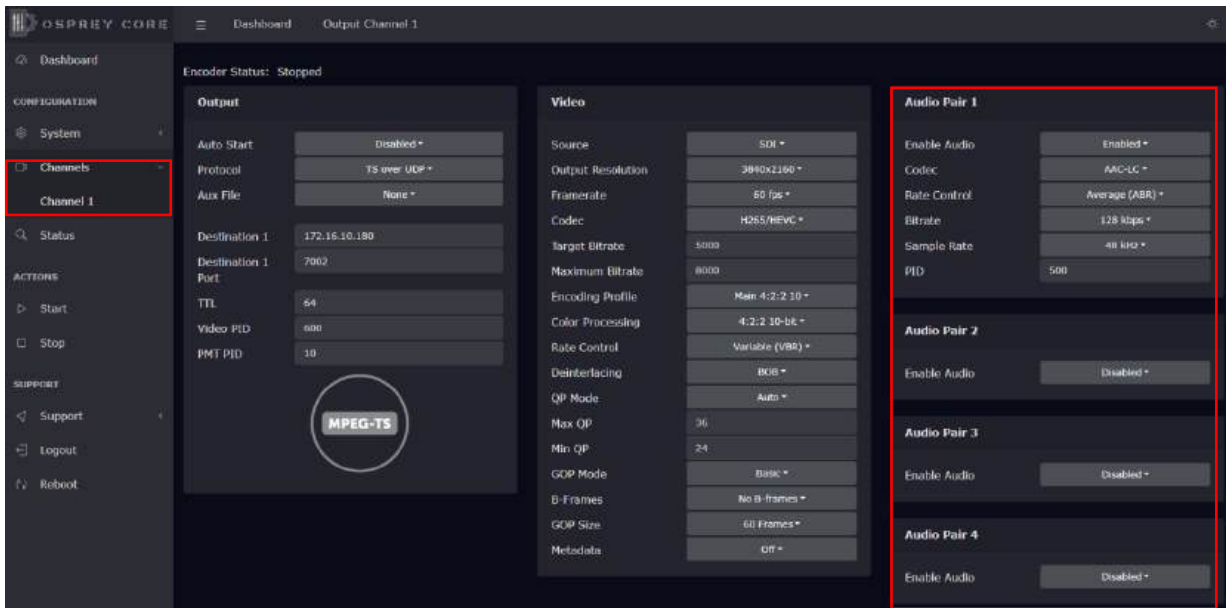 OSPREY CORE
Dashboard
Output Channel 1
Dashboard
CONFIGURATION
System
Channels
Channel 1
Status
ACTIONS
Start
Stop
SUPPORT
Support
Logout
Reboot
Encoder Status: Stopped
Output
Auto Start Disabled
Protocol TS over UDP
Aux File None
Destination 1 172.16.10.180
Destination 1 7002
Port
TTL 64
Video PID 600
PMT PID 10
MPEG-TS
Video
Source SDI
Output Resolution 3840x2160
Framerate 60 fps
Codec H265/HEVC
Target Bitrate 5000
Maximum Bitrate 8000
Encoding Profile Main 4:2:2 10
Color Processing 4:2:2 10-bit
Rate Control Variable (VBR)
Deinterlacing BOB
QP Mode Auto
Max QP 36
Min QP 24
GOP Mode Basic
B-Frames No B-frames
GOP Size 60 Frames
Metadata Off
Audio Pair 1
Enable Audio Enabled
Codec AAC-LC
Rate Control Average (ABR)
Bitrate 128 kbps
Sample Rate 48 kHz
PID 500
Audio Pair 2
Enable Audio Disabled
Audio Pair 3
Enable Audio Disabled
Audio Pair 4
Enable Audio Disabled